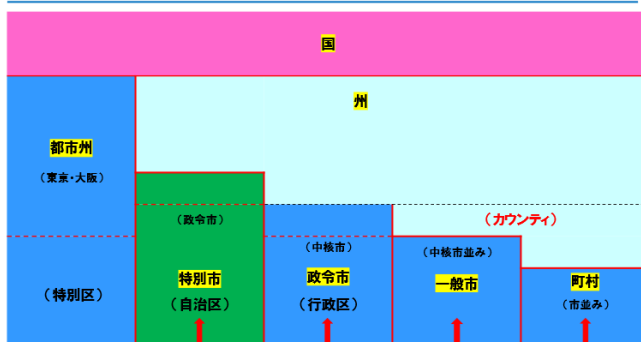 国
州
都市州
(東京・大阪)
(特別区)
(政令市)
特別市
(自治区)
(中核市)
政令市
(行政区)
(カウンティ)
(中核市並み)
一般市
町村
(市並み)